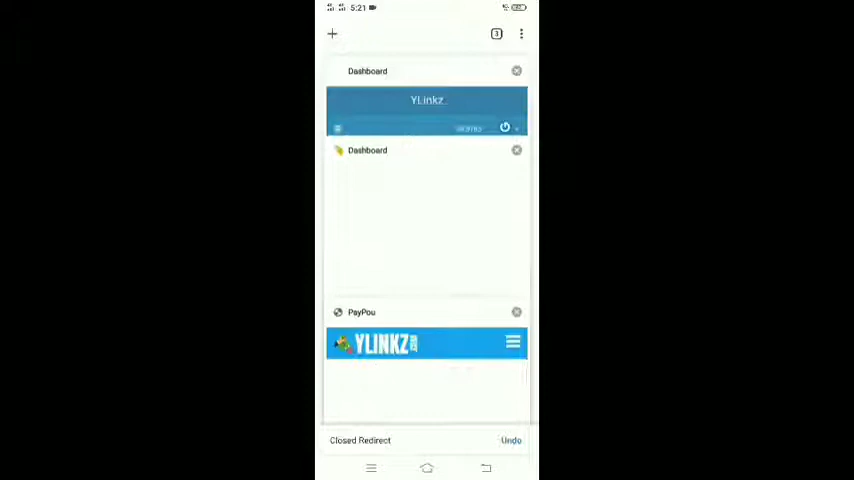 5:21
3
Dashboard
YLinkz
Dashboard
PayPou
YLINKZ
Closed Redirect
Undo